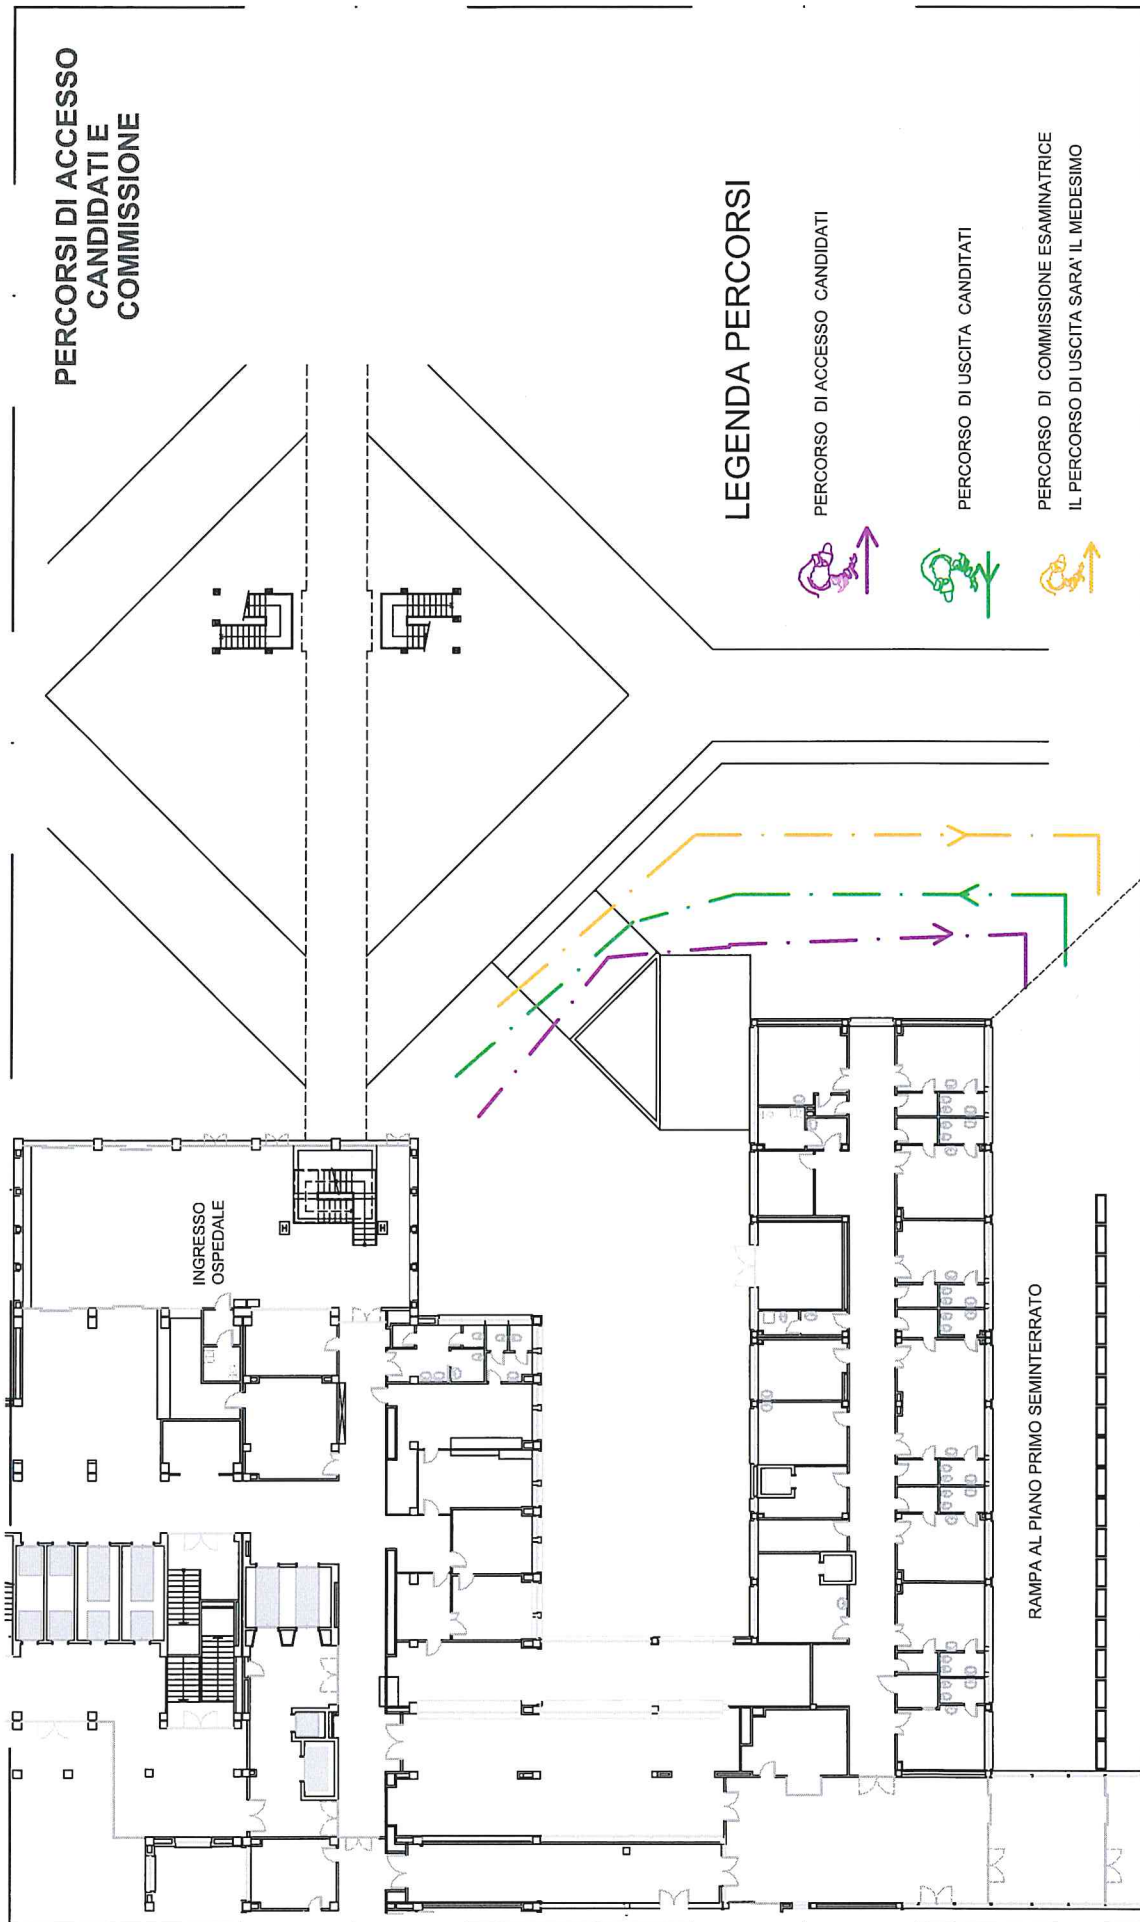 PERCORSI DI ACCESSO
CANDIDATI E
COMMISSIONE
INGRESSO
OSPEDALE
LEGENDA PERCORSI
PERCORSO DI ACCESSO CANDIDATI
PERCORSO DI USCITA CANDITATI
PERCORSO DI COMMISSIONE ESAMINATRICE
IL PERCORSO DI USCITA SARA' IL MEDESIMO
RAMPA AL PIANO PRIMO SEMINTERRATO
H
H